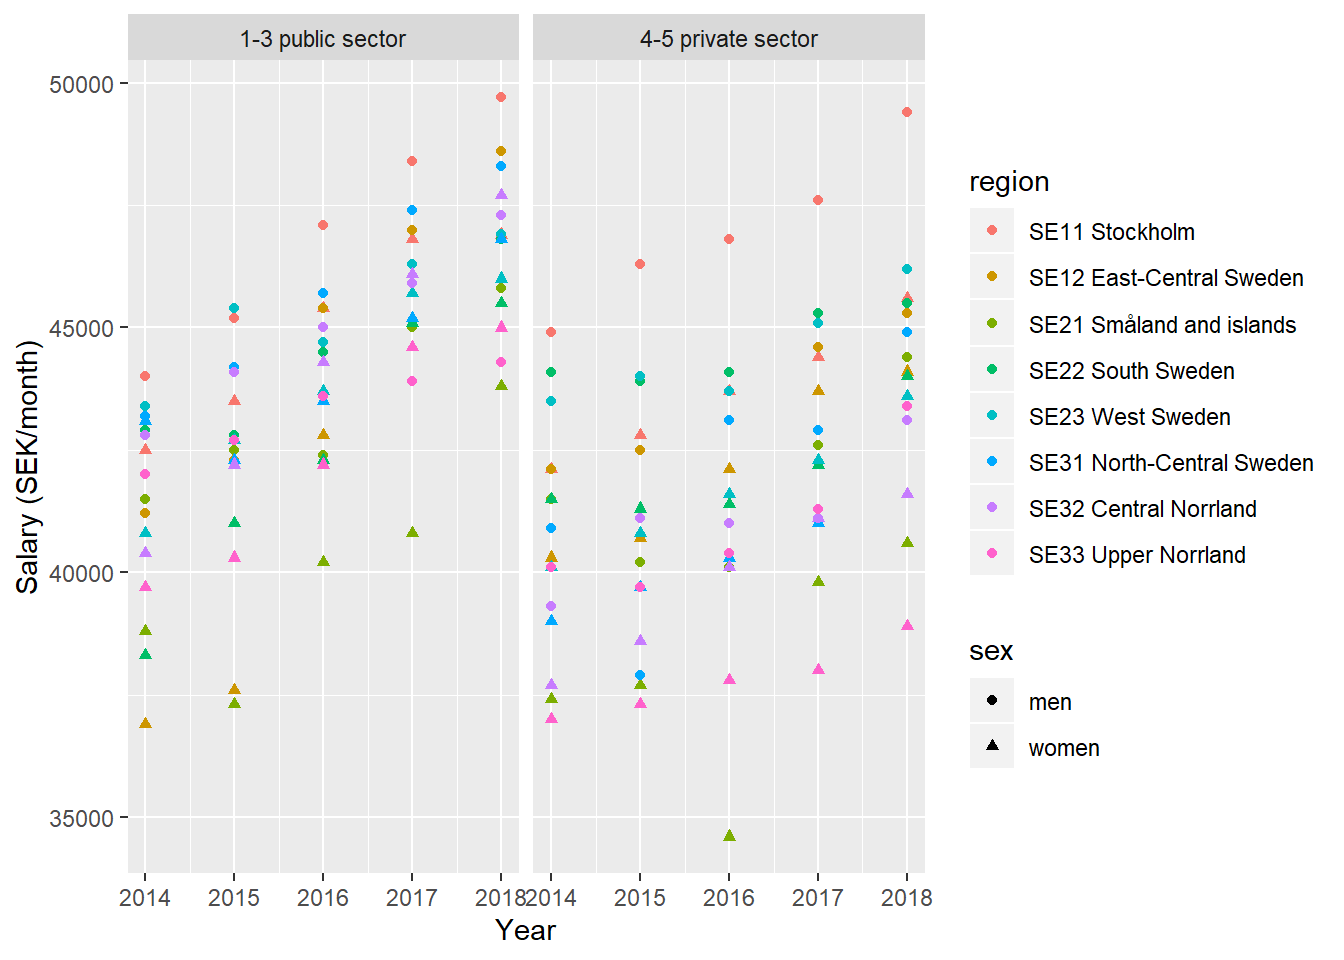 1-3 public sector
4-5 private sector
50000
45000
40000
35000
Salary (SEK/month)
2014 2015 2016 2017 2018
2014 2015 2016 2017 2018
Year
region
SE11 Stockholm
SE12 East-Central Sweden
SE21 Småland and islands
SE22 South Sweden
SE23 West Sweden
SE31 North-Central Sweden
SE32 Central Norrland
SE33 Upper Norrland
sex
men
women